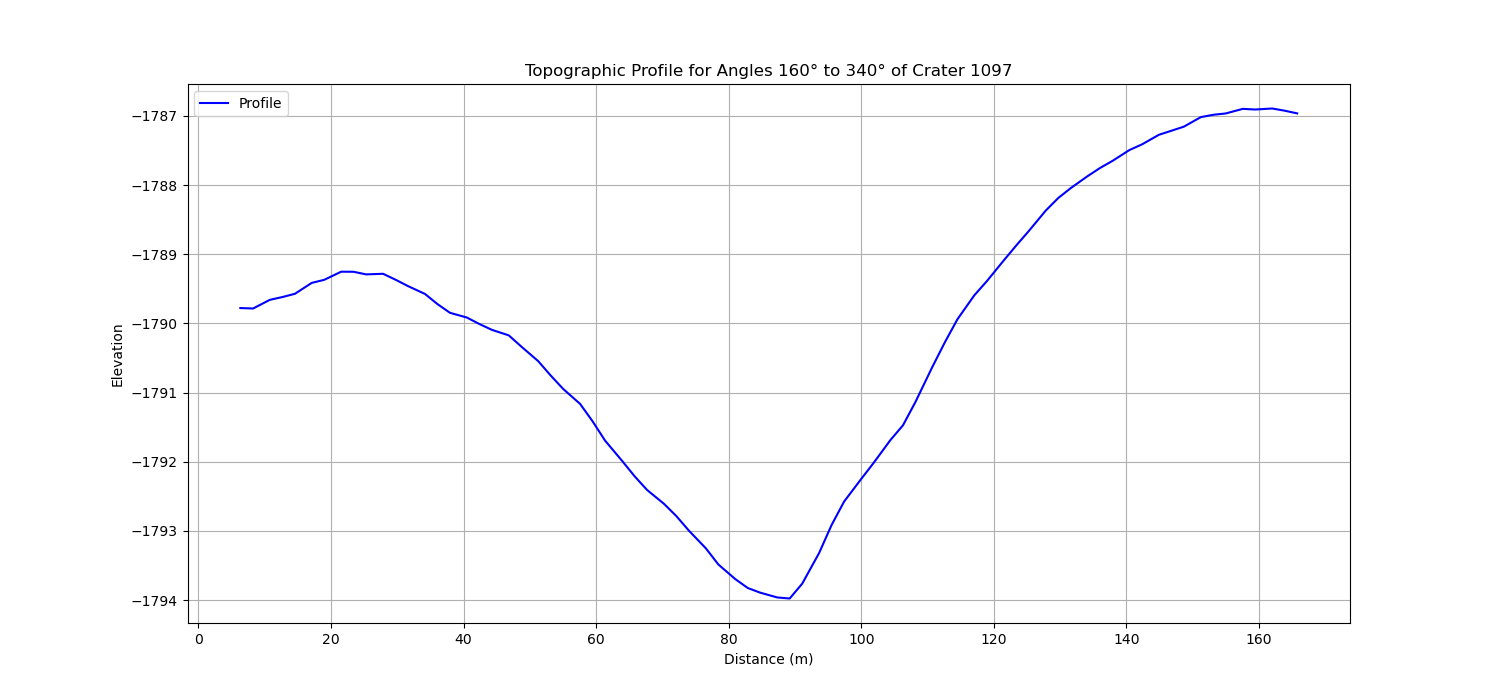 Topographic Profile for Angles 160° to 340° of Crater 1097
Profile
−1787
−1788
−1789
−1790
−1791
−1792
−1793
−1794
Elevation
0 20 40 60 80 100 120 140 160
Distance (m)